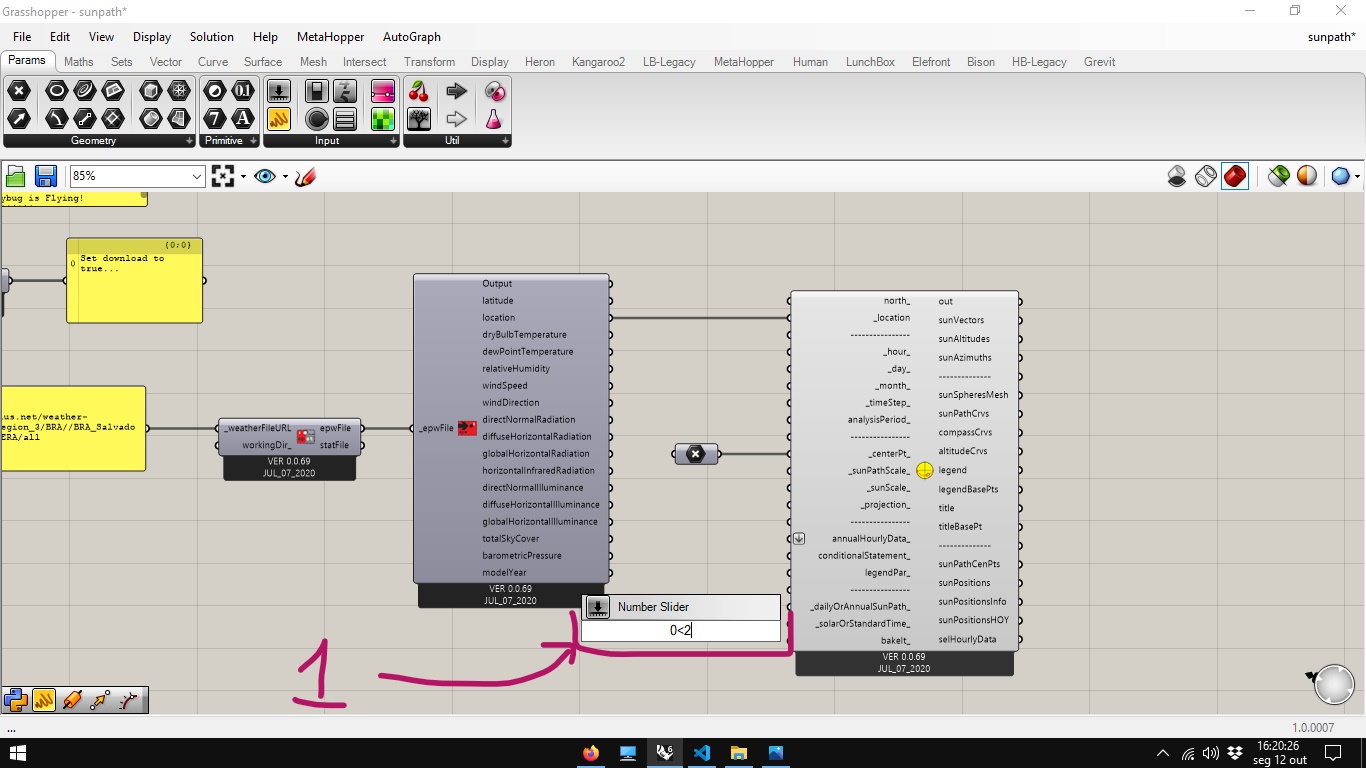 Grasshopper - sunpath*
File Edit View Display Solution Help MetaHopper AutoGraph sunpath*
Params Maths Sets Vector Curve Surface Mesh Intersect Transform Display Heron Kangaroo2 LB-Legacy MetaHopper Human LunchBox Elefront Bison HB-Legacy Grevit
0.1
7 A
Geometry Primitive Input Util
85%
ybug is Flying!
{0;0}
0 Set download to
true...
us.net/weather-
egion_3/BRA//BRA_Salvado
ERA/all
_weatherFileURL epwFile
workingDir_ statFile
VER 0.0.69
JUL_07_2020
_epwFile
Output
latitude
location
dryBulbTemperature
dewPointTemperature
relativeHumidity
windSpeed
windDirection
directNormalRadiation
diffuseHorizontalRadiation
globalHorizontalRadiation
horizontalInfraredRadiation
directNormalIlluminance
diffuseHorizontalIlluminance
globalHorizontalIlluminance
totalSkyCover
barometricPressure
modelYear
VER 0.0.69
JUL_07_2020
Number Slider
0<2
1
north_
_location
----------------
_hour_
_day_
_month_
_timeStep_
analysisPeriod_
----------------
_centerPt_
_sunPathScale_
_sunScale_
_projection_
----------------
annualHourlyData_
conditionalStatement_
legendPar_
----------------
_dailyOrAnnualSunPath_
_solarOrStandardTime_
bakeIt_
out
sunVectors
sunAltitudes
sunAzimuths
--------------
sunSpheresMesh
sunPathCrvs
compassCrvs
altitudeCrvs
legend
legendBasePts
title
titleBasePt
--------------
sunPathCenPts
sunPositions
sunPositionsInfo
sunPositionsHOY
selHourlyData
VER 0.0.69
JUL_07_2020
...
1.0.0007
6
16:20:26
seg 12 out